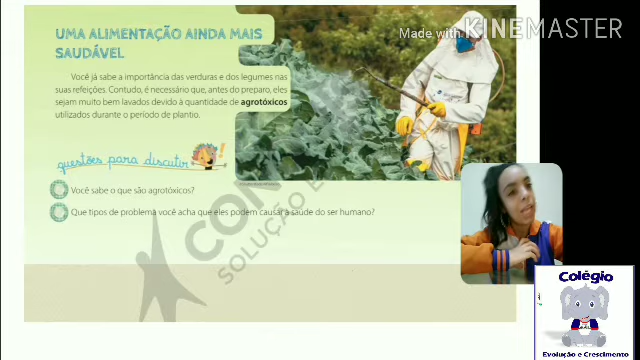 UMA ALIMENTAÇÃO AINDA MAIS
SAUDÁVEL
Made with KINEMASTER
Você já sabe a importância das verduras e dos legumes nas
suas refeições. Contudo, é necessário que, antes do preparo, eles
sejam muito bem lavados devido à quantidade de agrotóxicos
utilizados durante o período de plantio.
questões para discutir
Você sabe o que são agrotóxicos?
Que tipos de problema você acha que eles podem causar à saúde do ser humano?
SOLUÇÃO E
Colégio
Evolução e Crescimento